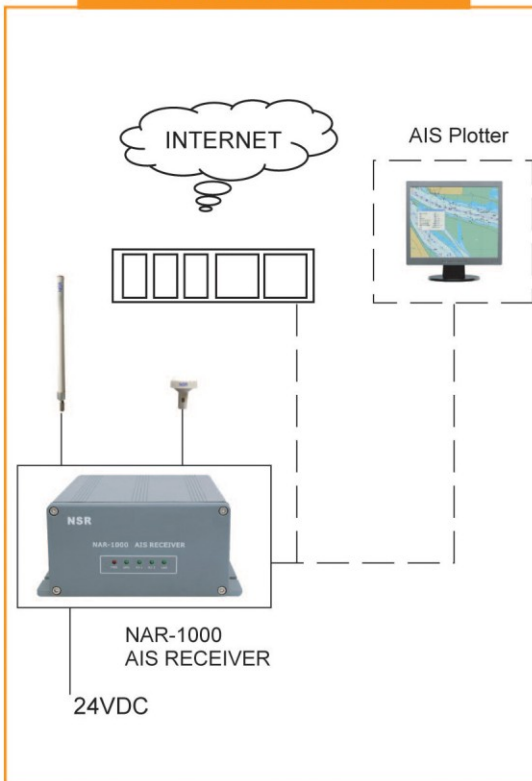 INTERNET
AIS Plotter
NSR
NAR-1000 AIS RECEIVER
NAR-1000
AIS RECEIVER
24VDC